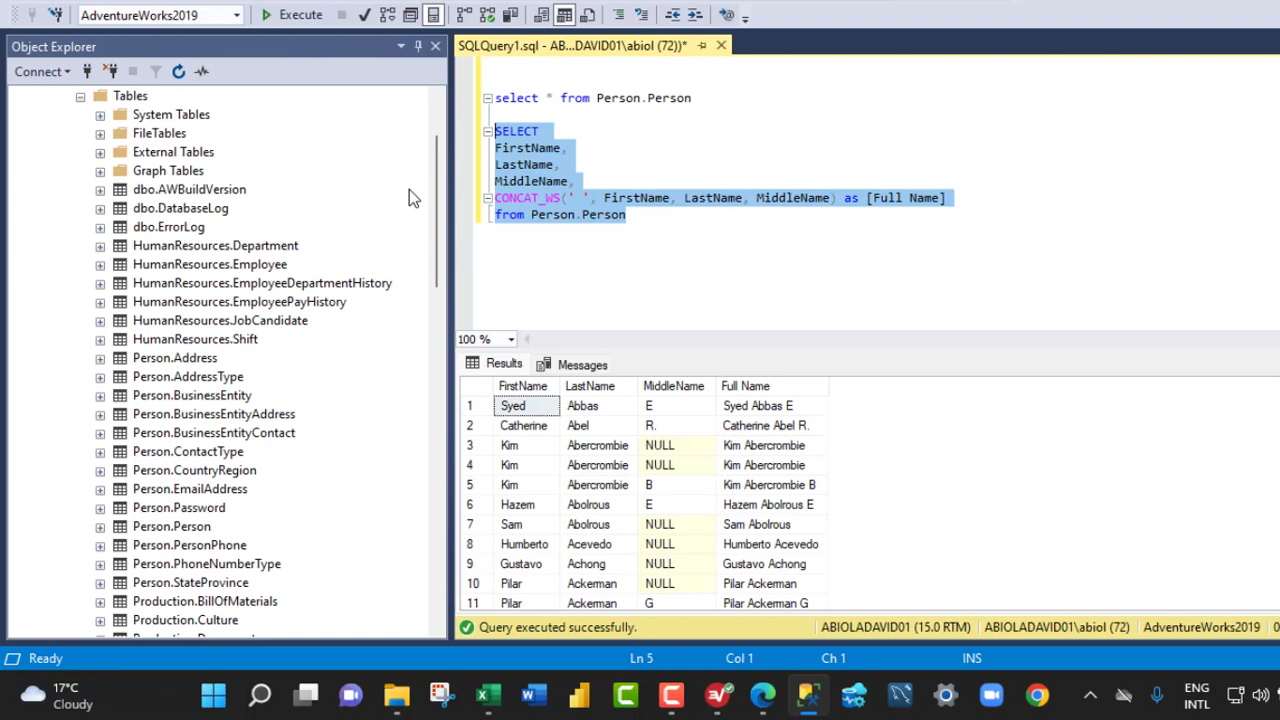 AdventureWorks2019
Execute
Object Explorer
SQLQuery1.sql - AB...DAVID01\abiol (72))*
Connect
Tables
System Tables
FileTables
External Tables
Graph Tables
dbo.AWBuildVersion
dbo.DatabaseLog
dbo.ErrorLog
HumanResources.Department
HumanResources.Employee
HumanResources.EmployeeDepartmentHistory
HumanResources.EmployeePayHistory
HumanResources.JobCandidate
HumanResources.Shift
Person.Address
Person.AddressType
Person.BusinessEntity
Person.BusinessEntityAddress
Person.BusinessEntityContact
Person.ContactType
Person.CountryRegion
Person.EmailAddress
Person.Password
Person.Person
Person.PersonPhone
Person.PhoneNumberType
Person.StateProvince
Production.BillOfMaterials
Production.Culture
select * from Person.Person
SELECT
FirstName,
LastName,
MiddleName,
CONCAT_WS(' ', FirstName, LastName, MiddleName) as [Full Name]
from Person.Person
100 %
Results Messages
FirstName LastName MiddleName Full Name
1 Syed Abbas E Syed Abbas E
2 Catherine Abel R. Catherine Abel R.
3 Kim Abercrombie NULL Kim Abercrombie
4 Kim Abercrombie NULL Kim Abercrombie
5 Kim Abercrombie B Kim Abercrombie B
6 Hazem Abolrous E Hazem Abolrous E
7 Sam Abolrous NULL Sam Abolrous
8 Humberto Acevedo NULL Humberto Acevedo
9 Gustavo Achong NULL Gustavo Achong
10 Pilar Ackerman NULL Pilar Ackerman
11 Pilar Ackerman G Pilar Ackerman G
Query executed successfully. ABIOLADAVID01 (15.0 RTM) ABIOLADAVID01\abiol (72) AdventureWorks2019
Ready Ln 5 Col 1 Ch 1 INS
17°C
Cloudy
ENG
INTL